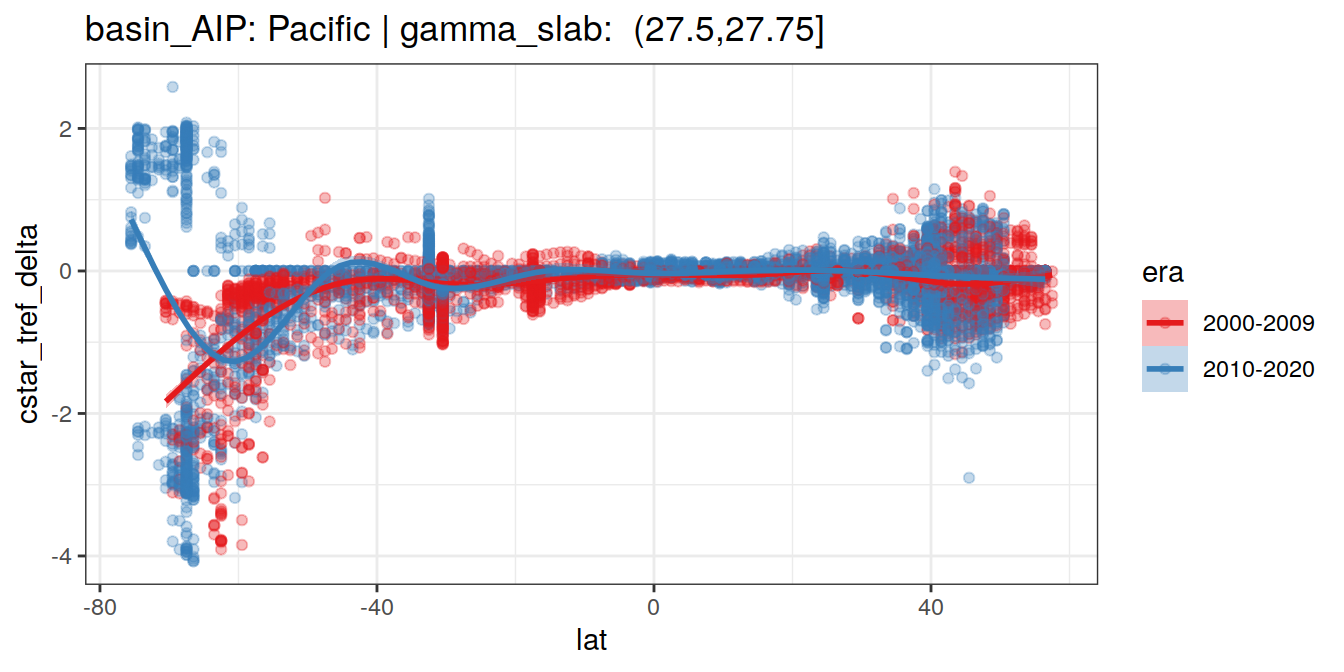 basin_AIP: Pacific | gamma_slab:  (27.5,27.75]
cstar_tref_delta
2
0
-2
-4
-80
-40
0
40
lat
era
2000-2009
2010-2020